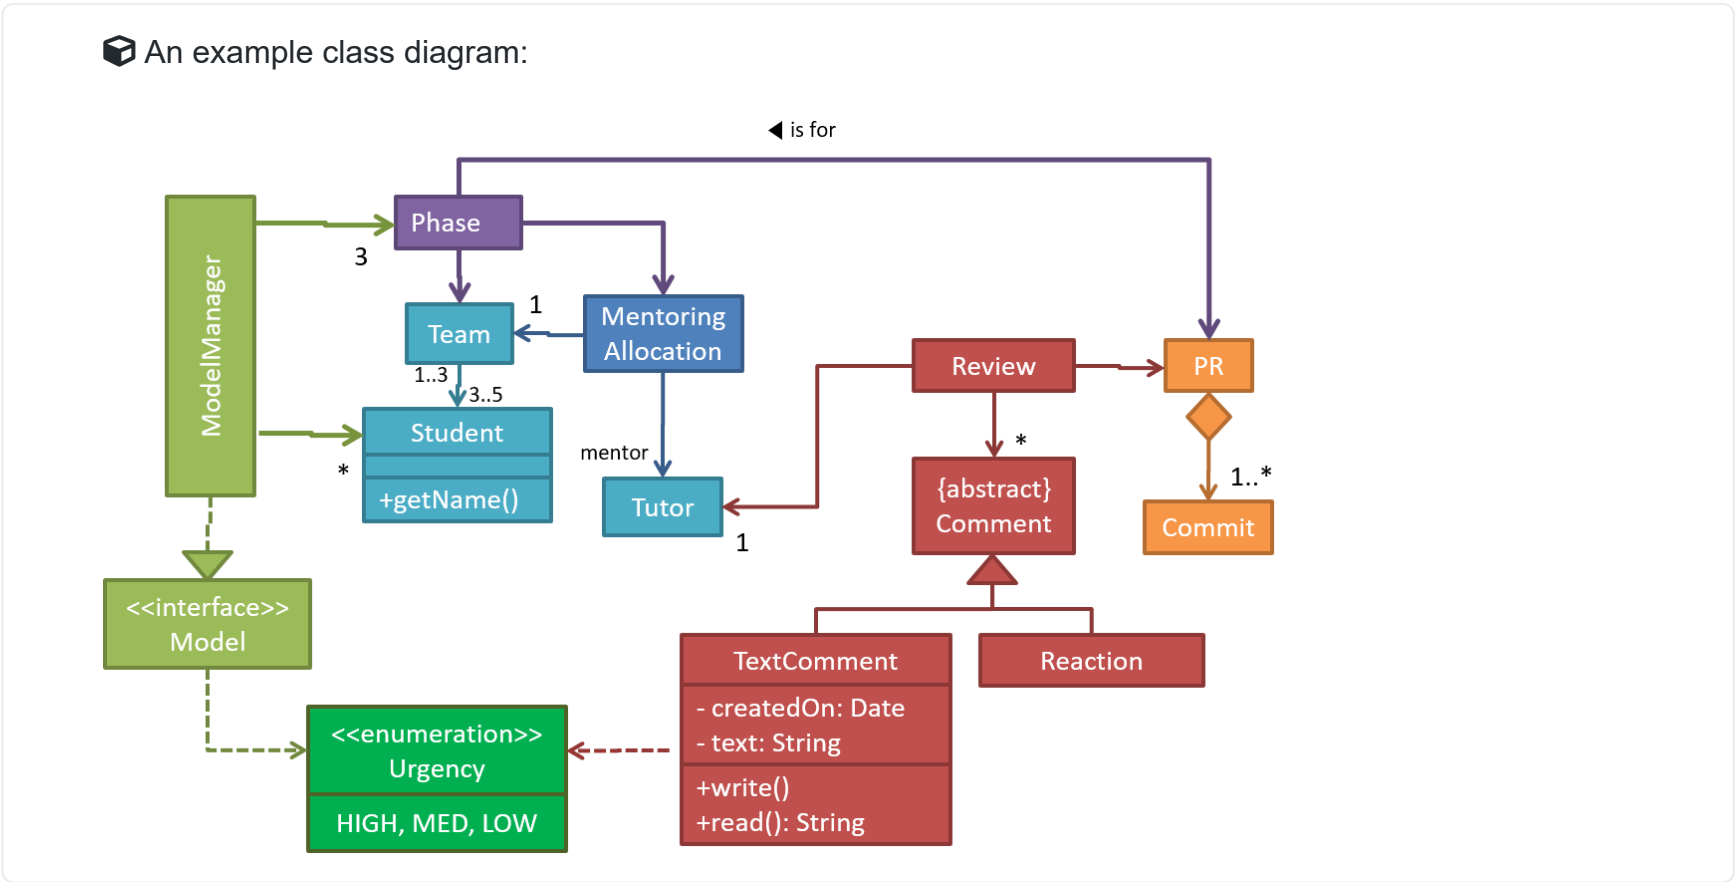 An example class diagram:
◀ is for
ModelManager
Phase
3
Team
1
Mentoring
Allocation
1..3
3..5
Student
+getName()
*
mentor
Tutor
1
Review
PR
*
{abstract}
Comment
1..*
Commit
<<interface>>
Model
TextComment
- createdOn: Date
- text: String
+write()
+read(): String
Reaction
<<enumeration>>
Urgency
HIGH, MED, LOW